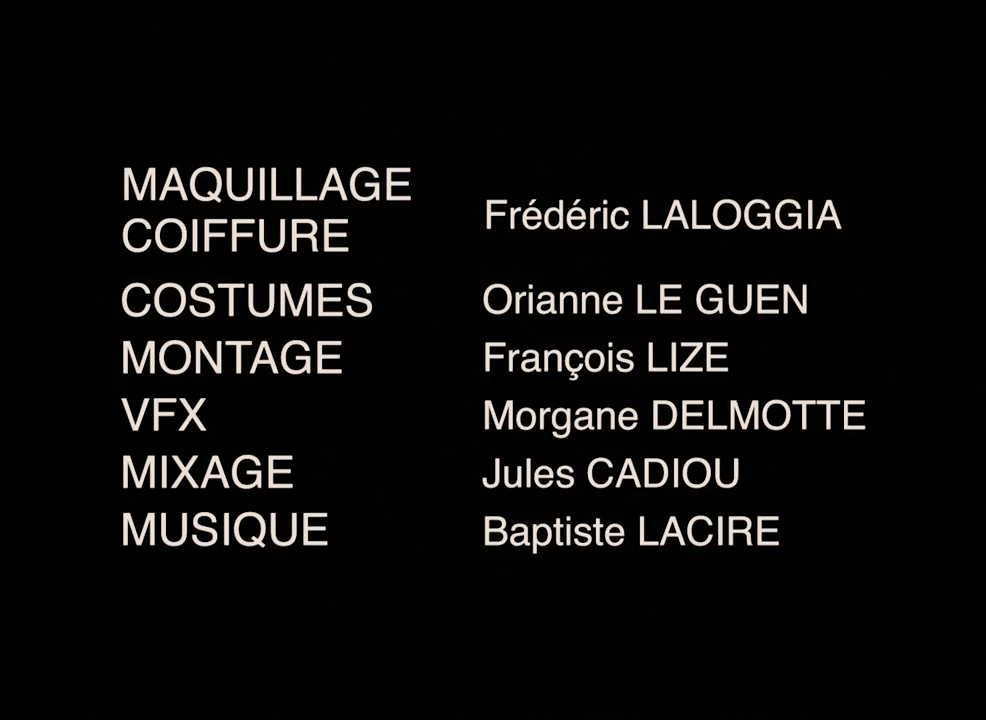 MAQUILLAGE
COIFFURE
Frédéric LALOGGIA
COSTUMES Orianne LE GUEN
MONTAGE François LIZE
VFX Morgane DELMOTTE
MIXAGE Jules CADIOU
MUSIQUE Baptiste LACIRE